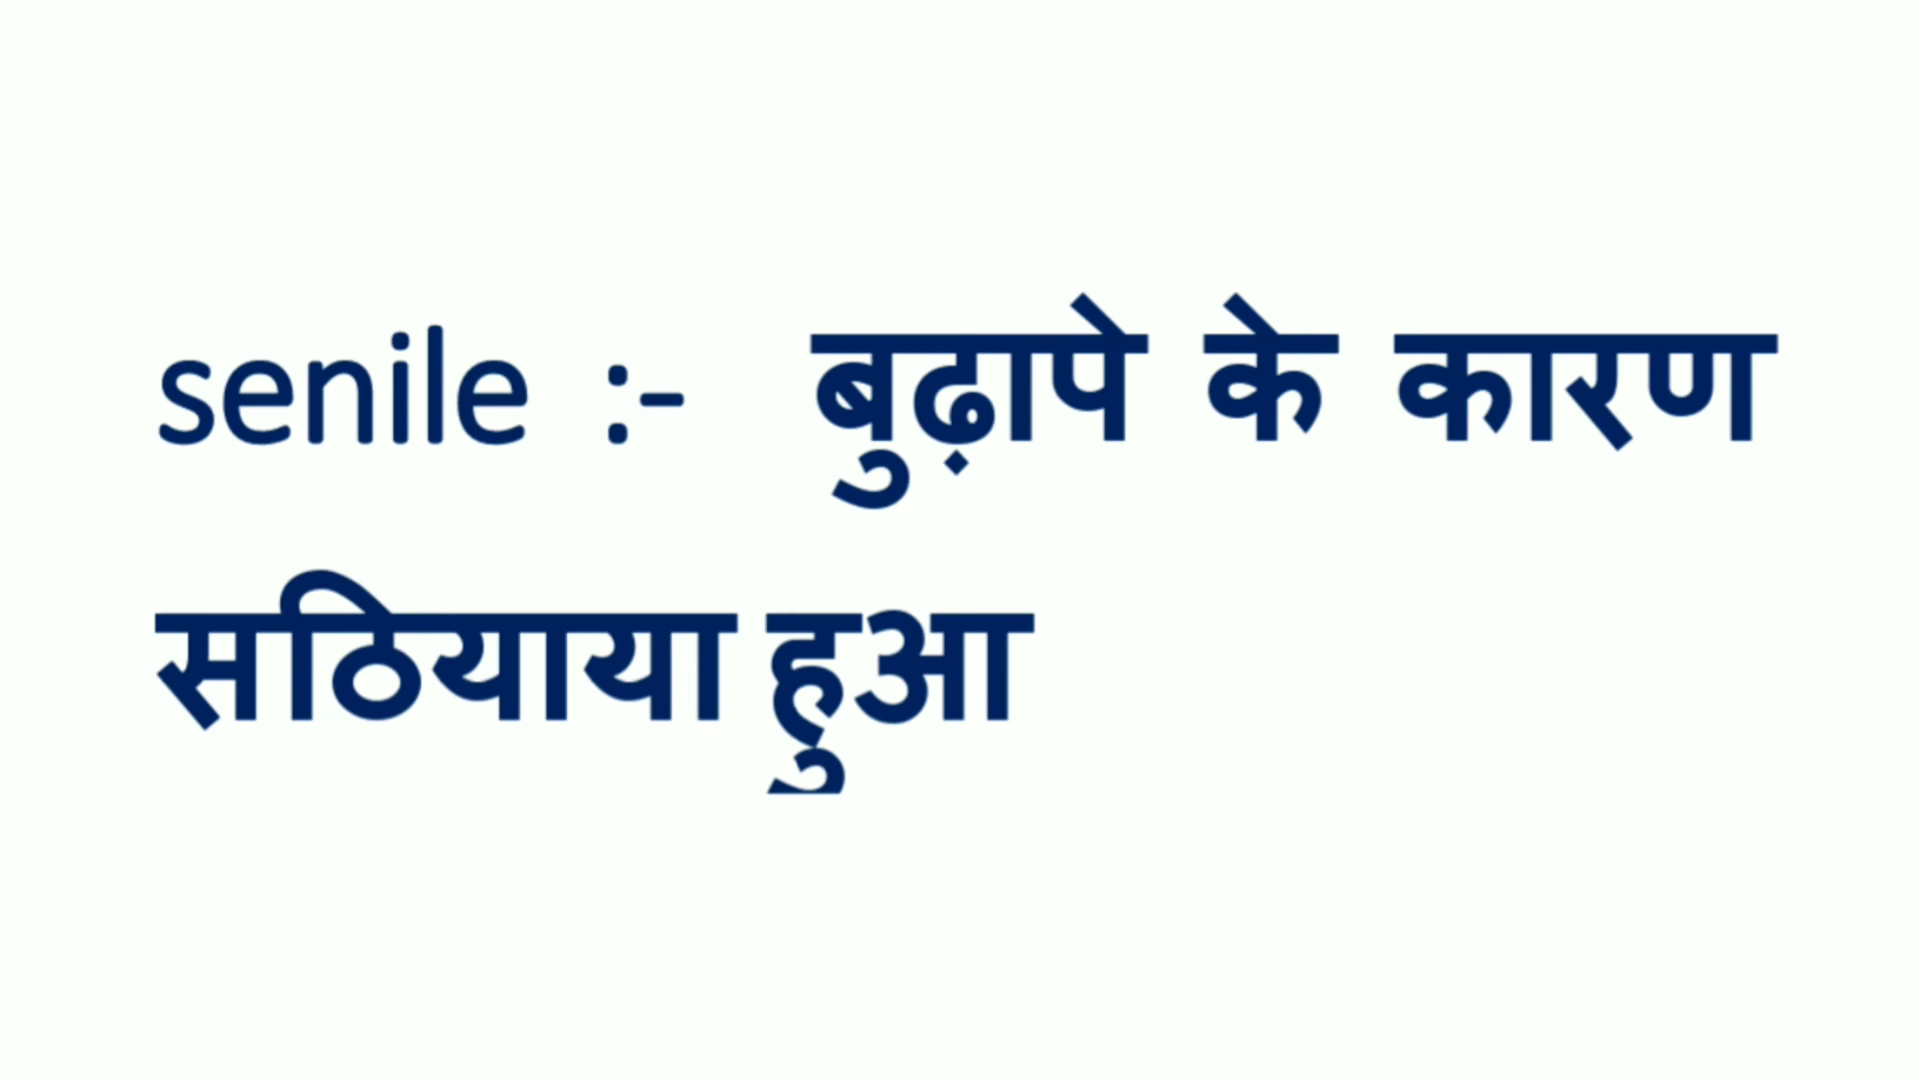 senile :- बुढ़ापे के कारण
सठियाया हुआ